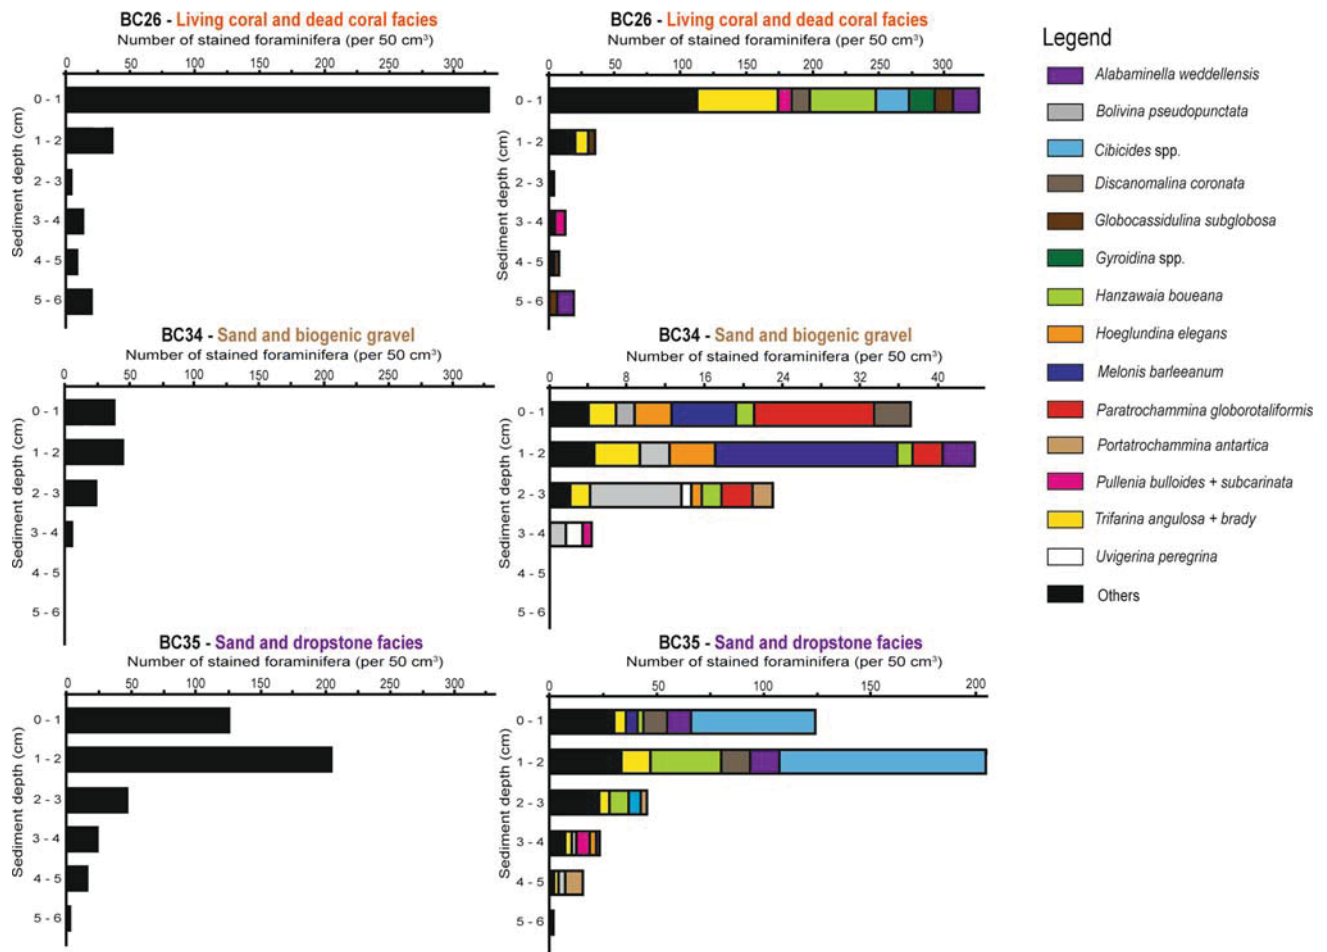 BC26 - Living coral and dead coral facies
Number of stained foraminifera (per 50 cm³)
0 50 100 150 200 250 300
Sediment depth (cm)
0 - 1
1 - 2
2 - 3
3 - 4
4 - 5
5 - 6
BC26 - Living coral and dead coral facies
Number of stained foraminifera (per 50 cm³)
0 50 100 150 200 250 300
Sediment depth (cm)
0 - 1
1 - 2
2 - 3
3 - 4
4 - 5
5 - 6
BC34 - Sand and biogenic gravel
Number of stained foraminifera (per 50 cm³)
0 50 100 150 200 250 300
Sediment depth (cm)
0 - 1
1 - 2
2 - 3
3 - 4
4 - 5
5 - 6
BC34 - Sand and biogenic gravel
Number of stained foraminifera (per 50 cm³)
0 8 16 24 32 40
Sediment depth (cm)
0 - 1
1 - 2
2 - 3
3 - 4
4 - 5
5 - 6
BC35 - Sand and dropstone facies
Number of stained foraminifera (per 50 cm³)
0 50 100 150 200 250 300
Sediment depth (cm)
0 - 1
1 - 2
2 - 3
3 - 4
4 - 5
5 - 6
BC35 - Sand and dropstone facies
Number of stained foraminifera (per 50 cm³)
0 50 100 150 200
Sediment depth (cm)
0 - 1
1 - 2
2 - 3
3 - 4
4 - 5
5 - 6
Legend
Alabaminella weddellensis
Bolivina pseudopunctata
Cibicides spp.
Discanomalina coronata
Globocassidulina subglobosa
Gyroidina spp.
Hanzawaia boueana
Hoeglundina elegans
Melonis barleeanum
Paratrochammina globorotaliformis
Portatrochammina antartica
Pullenia bulloides + subcarinata
Trifarina angulosa + brady
Uvigerina peregrina
Others